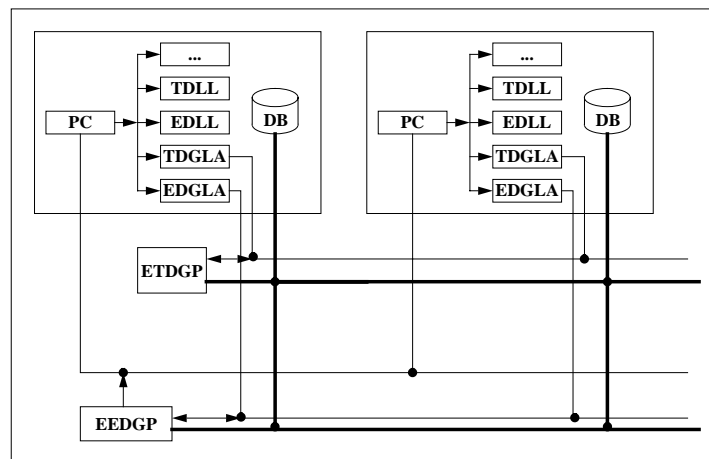 ...
TDLL
PC
EDLL
DB
TDGLA
EDGLA
...
TDLL
PC
EDLL
DB
TDGLA
EDGLA
ETDGP
EEDGP